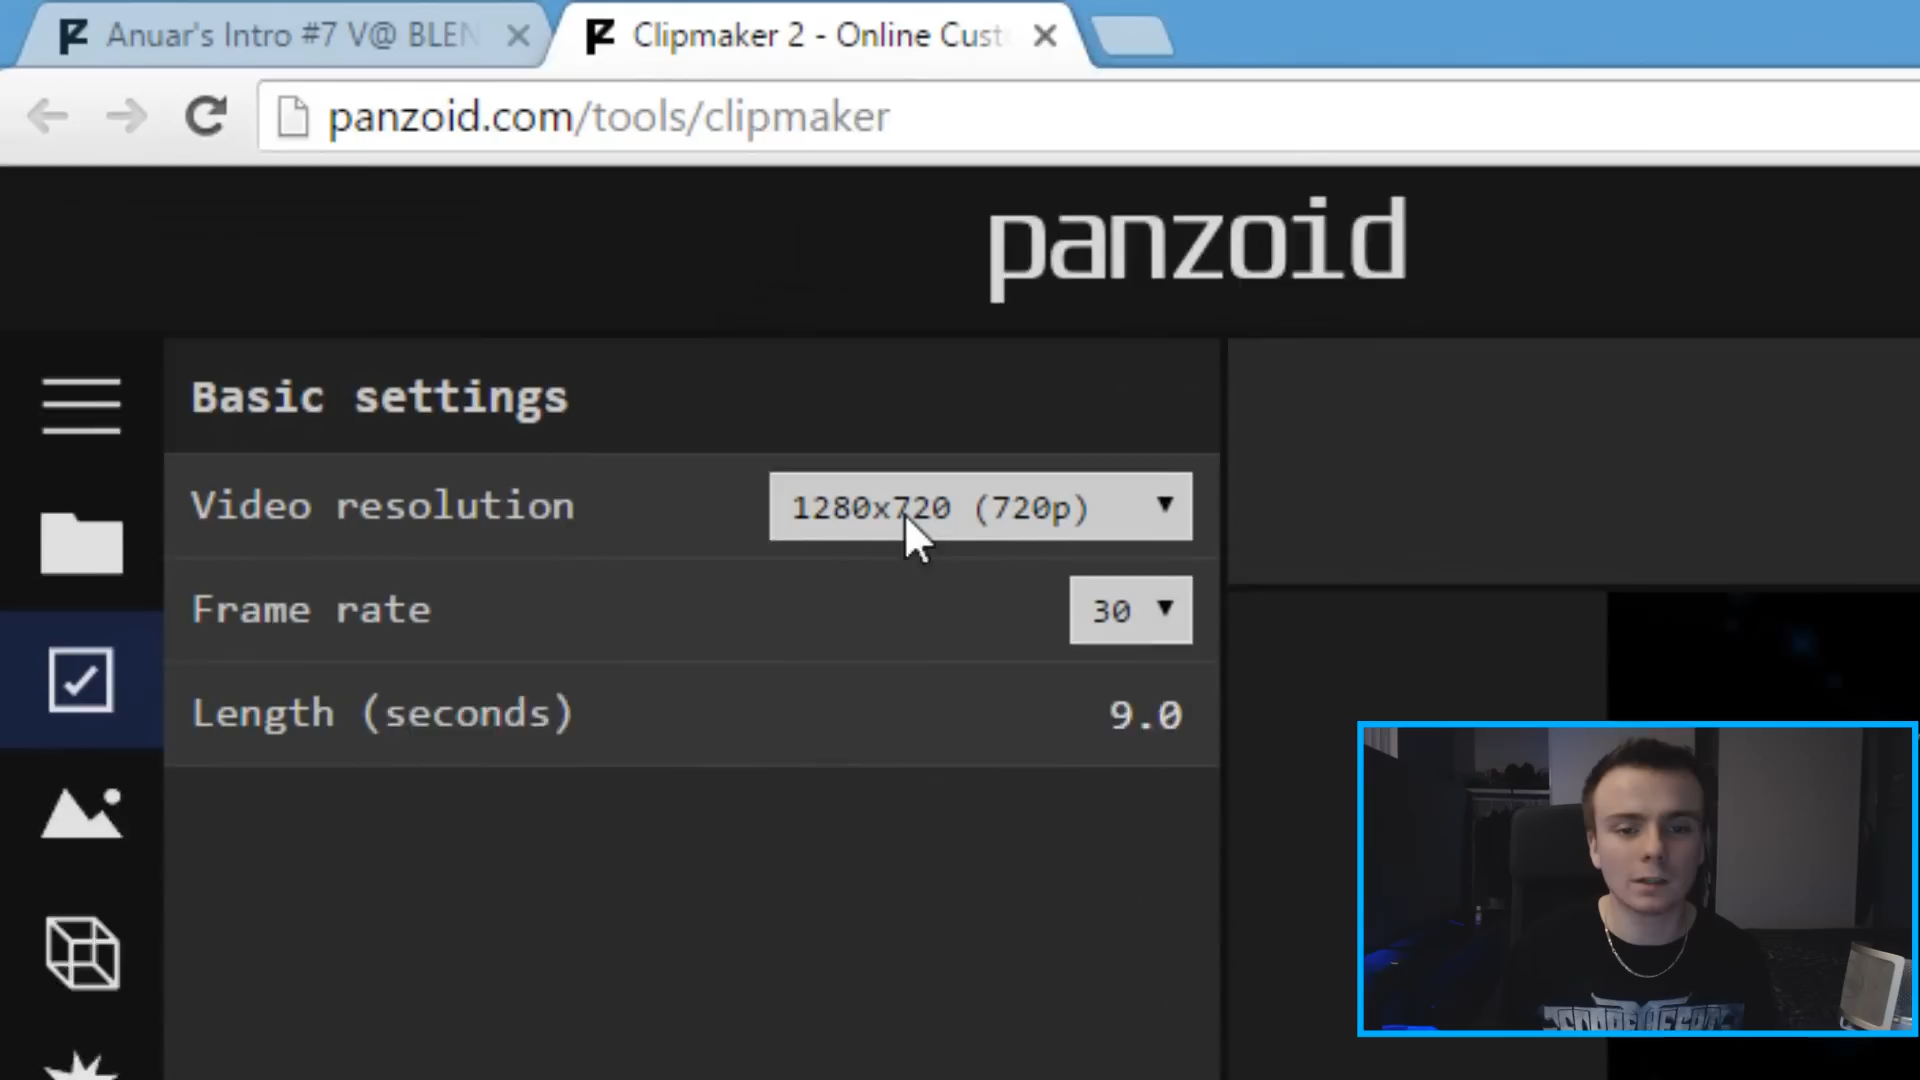 Anuar's Intro #7 V@ BLEN
Clipmaker 2 - Online Cust
panzoid.com/tools/clipmaker
panzoid
Basic settings
Video resolution
1280x720 (720p)
Frame rate
30
Length (seconds)
9.0